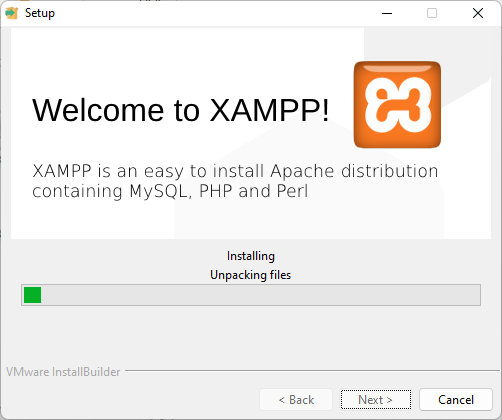 Setup
Welcome to XAMPP!
XAMPP is an easy to install Apache distribution
containing MySQL, PHP and Perl
Installing
Unpacking files
VMware InstallBuilder
< Back
Next >
Cancel